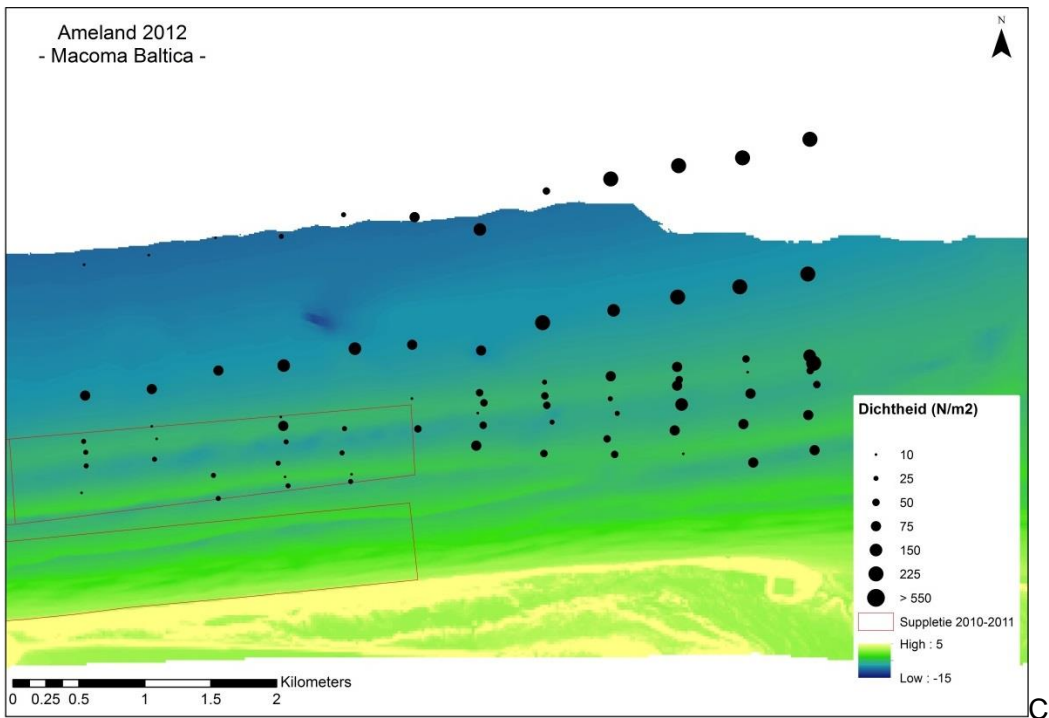 Ameland 2012
- Macoma Baltica -
N
Dichtheid (N/m2)
10
25
50
75
150
225
> 550
Suppletie 2010-2011
High : 5
Low : -15
Kilometers
0 0.25 0.5 1 1.5 2
C